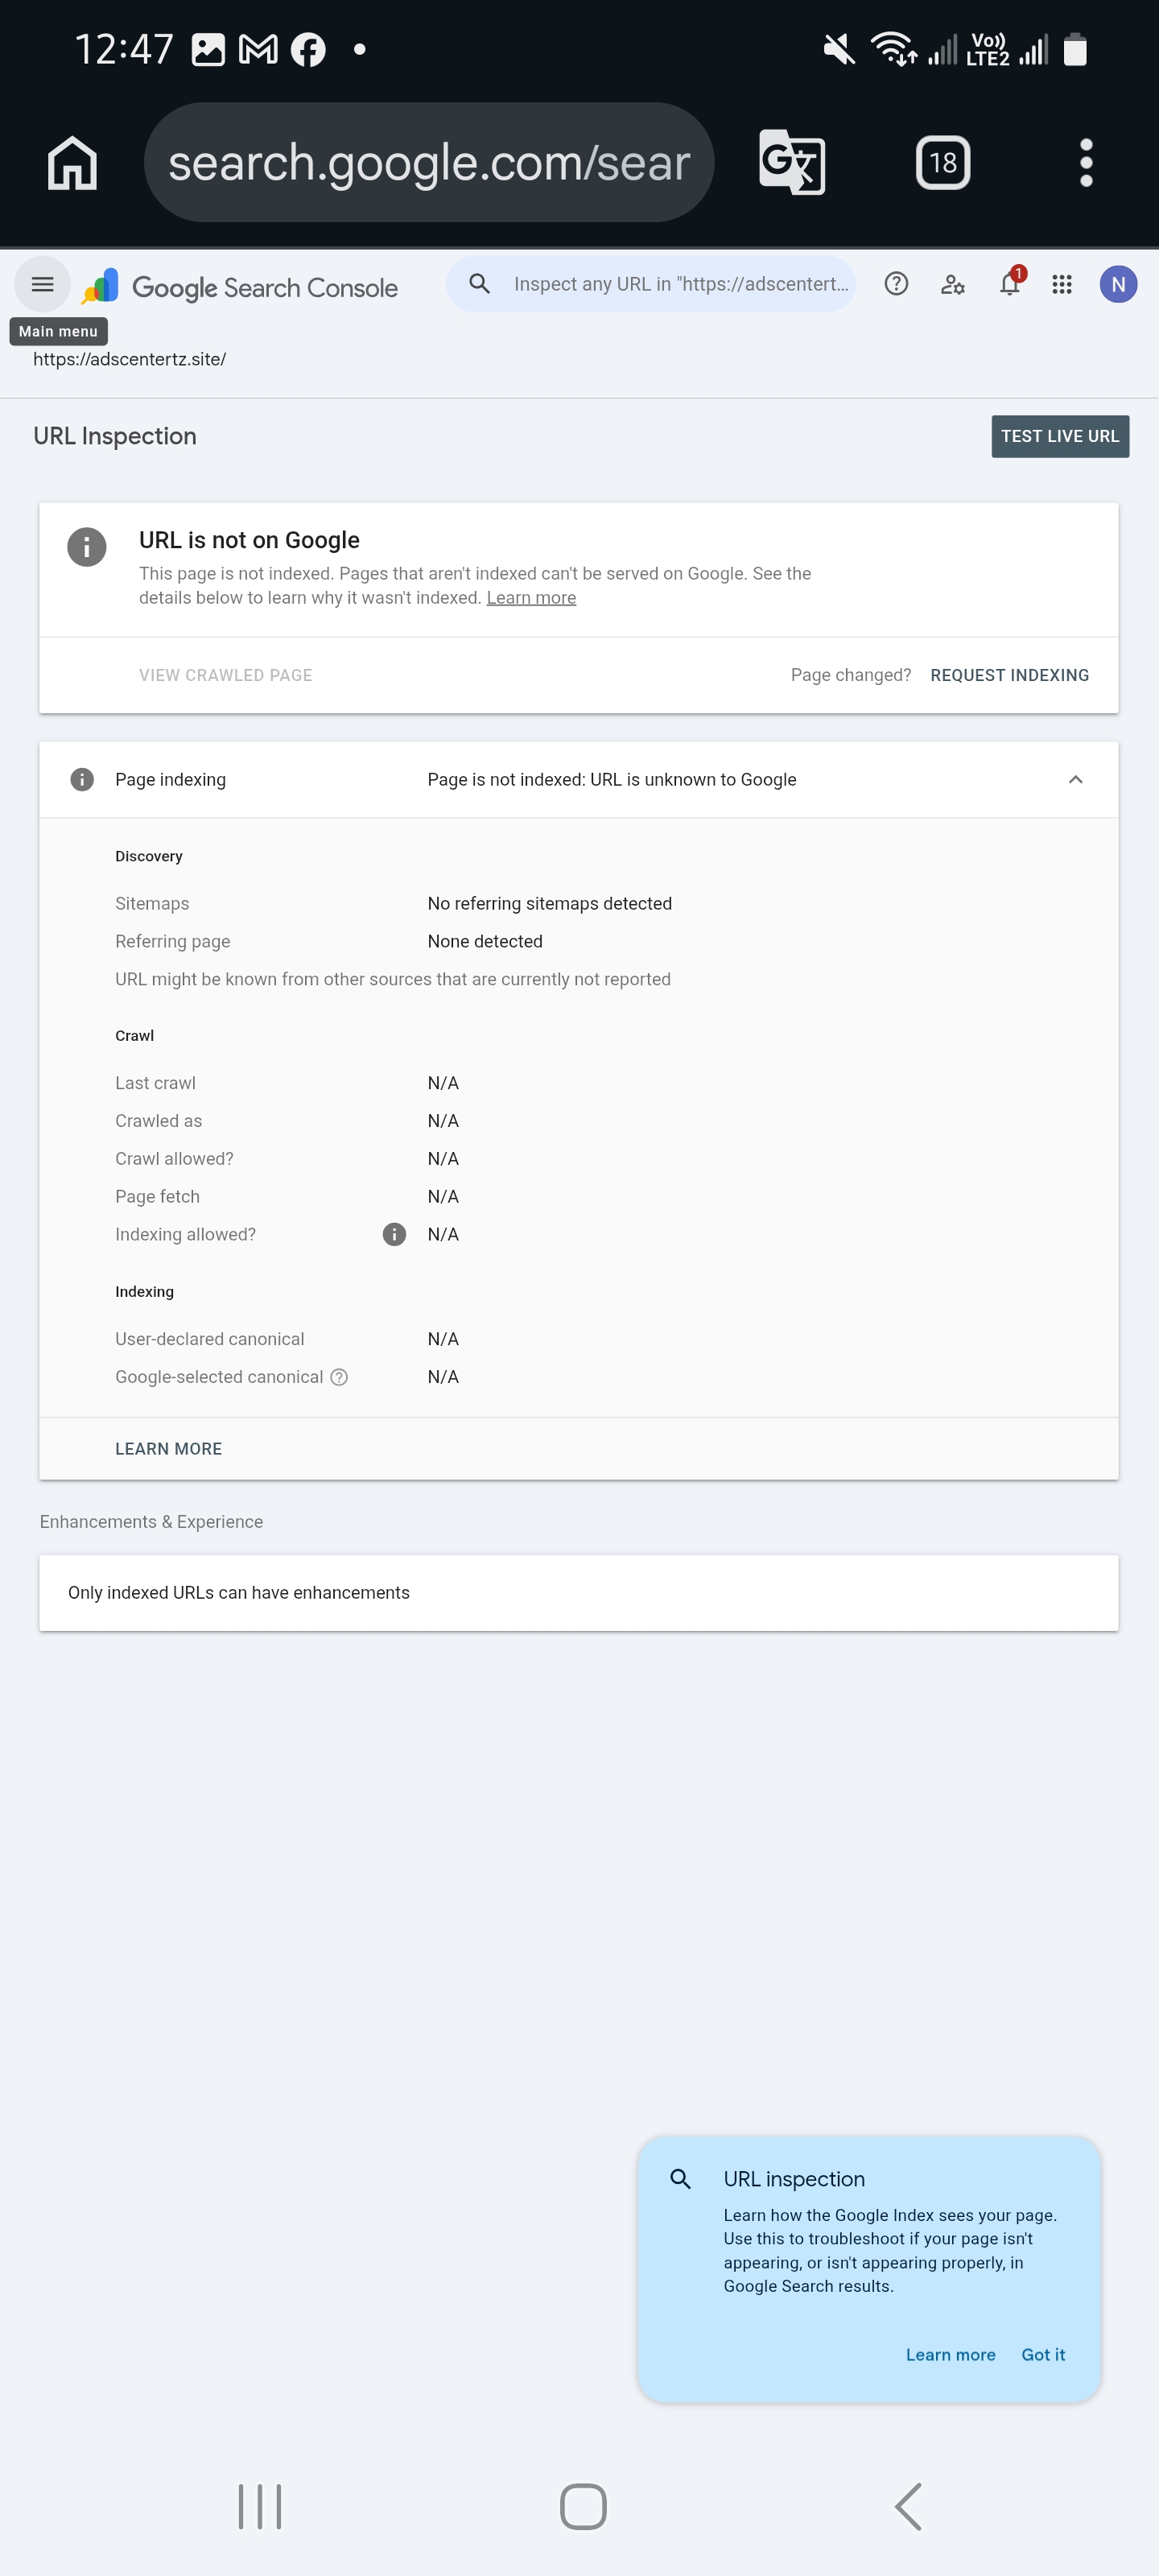 12:47
Vo))
LTE2
search.google.com/sear
G
18
Google Search Console
Inspect any URL in "https://adscentert...
1
N
Main menu
https://adscentertz.site/
URL Inspection
TEST LIVE URL
URL is not on Google
This page is not indexed. Pages that aren't indexed can't be served on Google. See the
details below to learn why it wasn't indexed. Learn more
VIEW CRAWLED PAGE
Page changed?
REQUEST INDEXING
Page indexing
Page is not indexed: URL is unknown to Google
Discovery
Sitemaps
No referring sitemaps detected
Referring page
None detected
URL might be known from other sources that are currently not reported
Crawl
Last crawl
N/A
Crawled as
N/A
Crawl allowed?
N/A
Page fetch
N/A
Indexing allowed?
N/A
Indexing
User-declared canonical
N/A
Google-selected canonical
N/A
LEARN MORE
Enhancements & Experience
Only indexed URLs can have enhancements
URL inspection
Learn how the Google Index sees your page.
Use this to troubleshoot if your page isn't
appearing, or isn't appearing properly, in
Google Search results.
Learn more
Got it